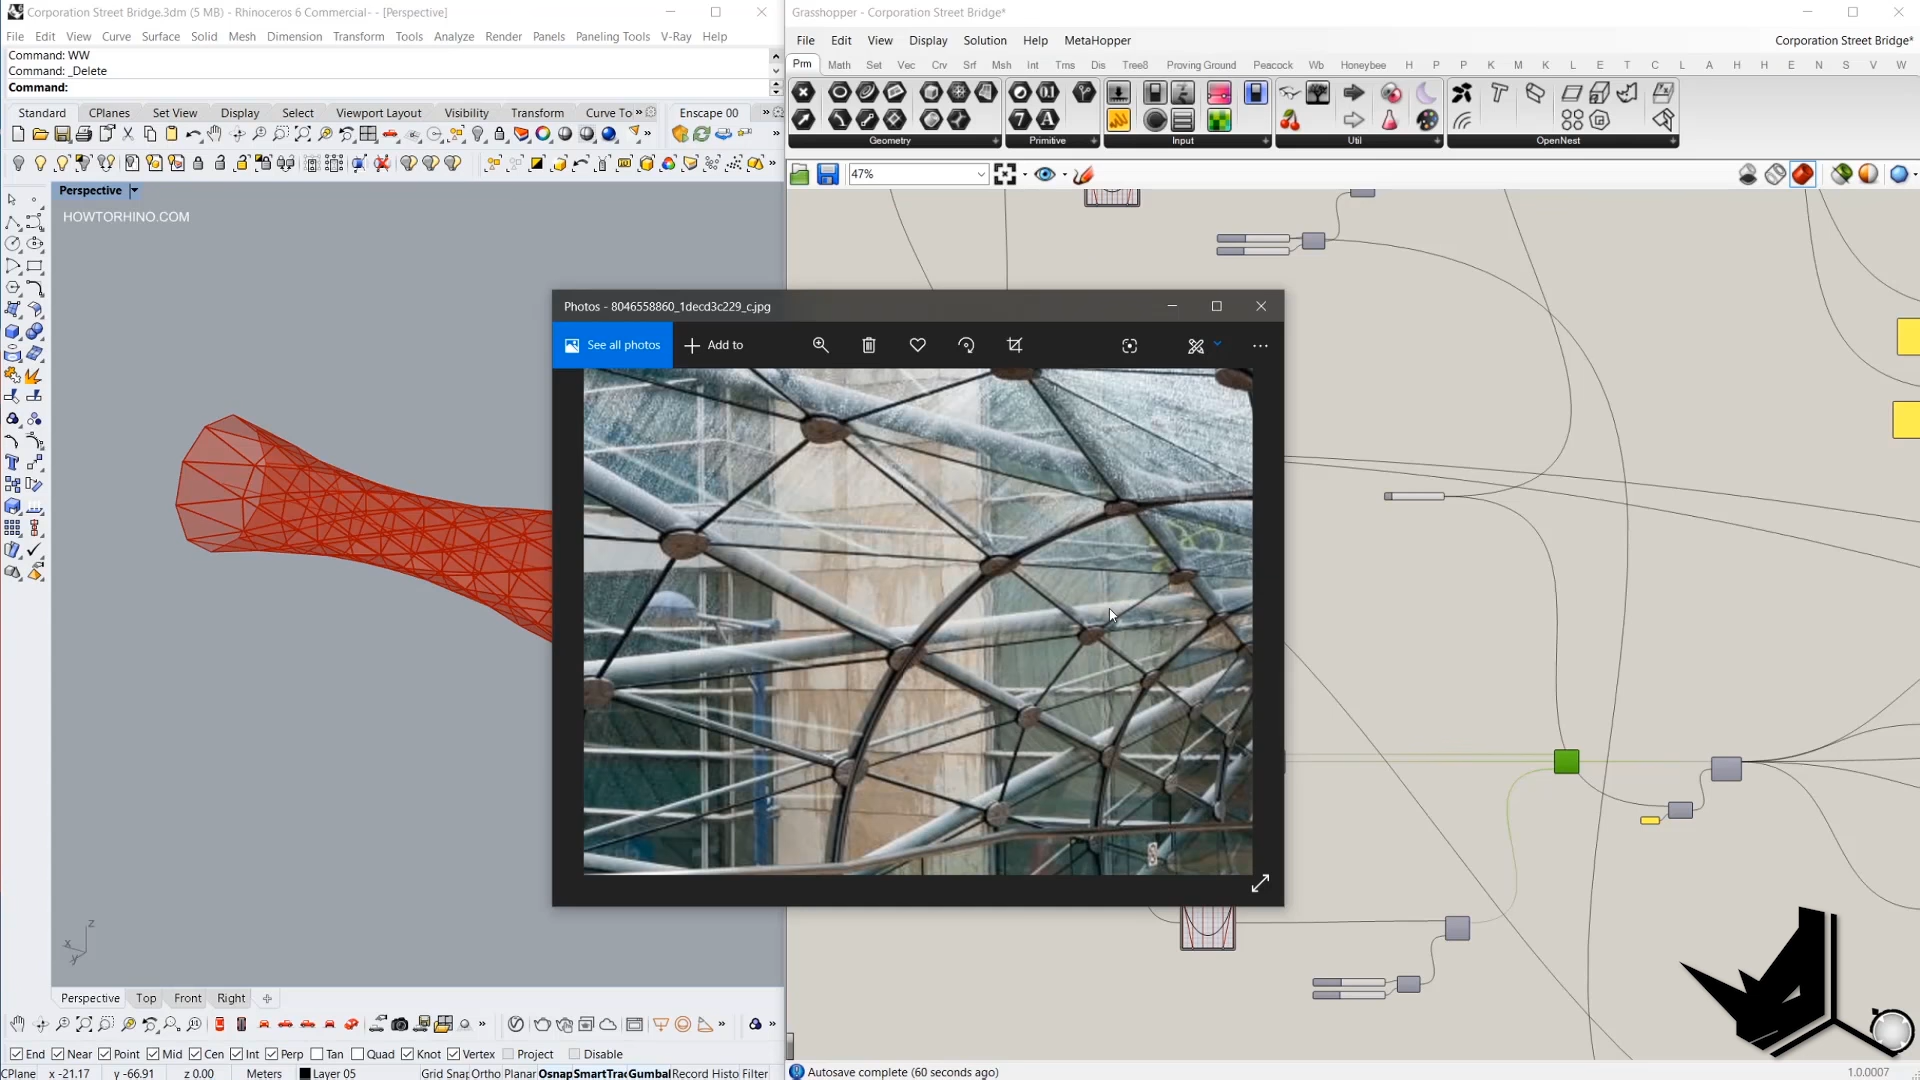 Corporation Street Bridge.3dm (5 MB) - Rhinoceros 6 Commercial- - [Perspective]
File Edit View Curve Surface Solid Mesh Dimension Transform Tools Analyze Render Panels Paneling Tools V-Ray Help
Command: WW
Command: _Delete
Command:
Standard CPlanes Set View Display Select Viewport Layout Visibility Transform Curve To » Enscape 00 »
Perspective
HOWTORHINO.COM
z
x
y
Perspective Top Front Right
End Near Point Mid Cen Int Perp Tan Quad Knot Vertex Project Disable
CPlane x -21.17 y -66.91 z 0.00 Meters Layer 05 Grid Snap Ortho Planar Osnap SmartTrac Gumbal Record Histo Filter
Grasshopper - Corporation Street Bridge*
File Edit View Display Solution Help MetaHopper
Corporation Street Bridge*
Prm Math Set Vec Crv Srf Msh Int Trns Dis Tree8 Proving Ground Peacock Wb Honeybee H P P K M K L E T C L A H H E N S V W
Geometry Primitive Input Util OpenNest
47%
Photos - 8046558860_1decd3c229_c.jpg
See all photos
Add to
Autosave complete (60 seconds ago)
1.0.0007